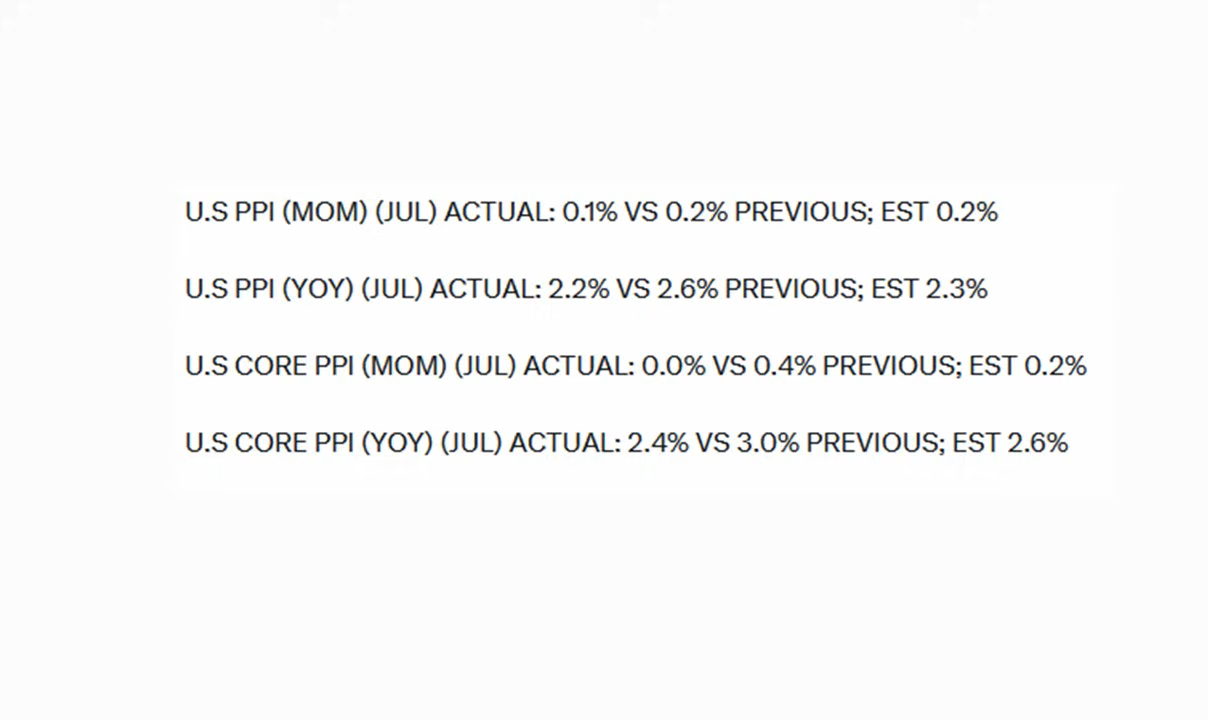 U.S PPI (MOM) (JUL) ACTUAL: 0.1% VS 0.2% PREVIOUS; EST 0.2%
U.S PPI (YOY) (JUL) ACTUAL: 2.2% VS 2.6% PREVIOUS; EST 2.3%
U.S CORE PPI (MOM) (JUL) ACTUAL: 0.0% VS 0.4% PREVIOUS; EST 0.2%
U.S CORE PPI (YOY) (JUL) ACTUAL: 2.4% VS 3.0% PREVIOUS; EST 2.6%